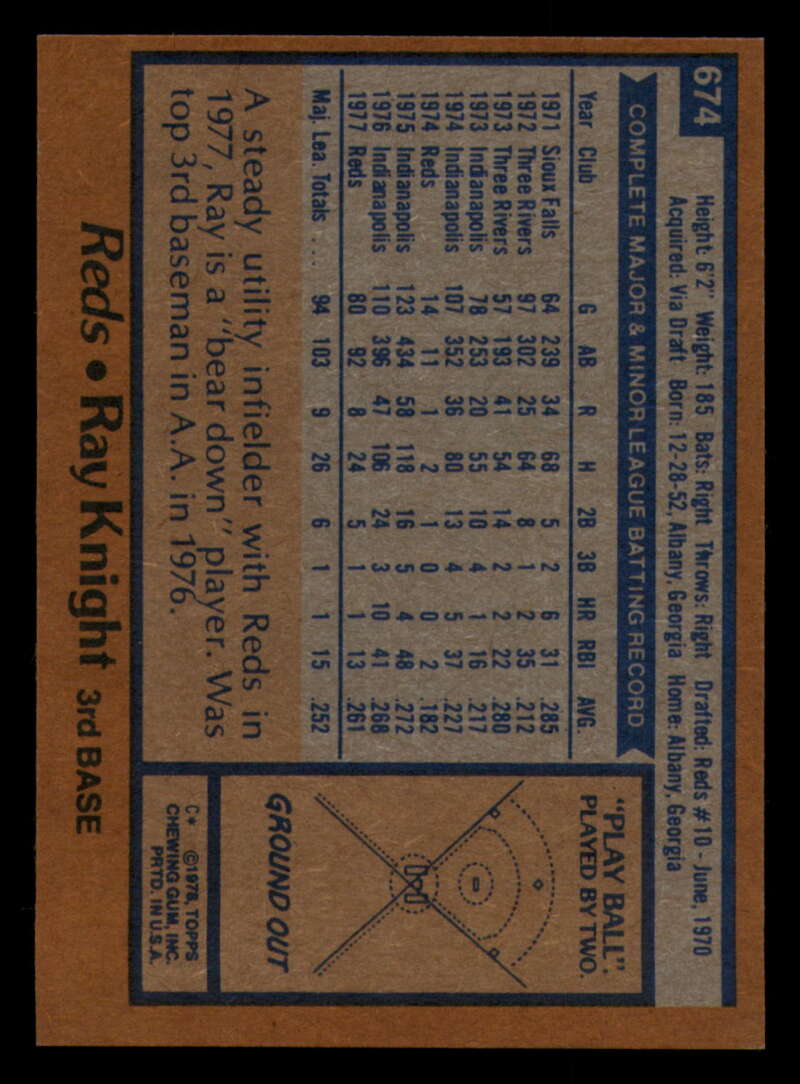 674
Height: 6'2" Weight: 185 Bats: Right Throws: Right Drafted: Reds #10 - June, 1970
Acquired: Via Draft Born: 12-28-52, Albany, Georgia Home: Albany, Georgia
COMPLETE MAJOR & MINOR LEAGUE BATTING RECORD
Year Club G AB R H 2B 3B HR RBI AVG.
1971 Sioux Falls 64 239 34 68 5 2 6 31 .285
1972 Three Rivers 97 302 25 64 8 1 2 35 .212
1973 Three Rivers 57 193 41 54 14 2 2 22 .280
1973 Indianapolis 78 253 20 55 10 4 1 16 .217
1974 Indianapolis 107 352 36 80 13 4 5 37 .227
1974 Reds 14 11 1 2 1 0 0 2 .182
1975 Indianapolis 123 434 58 118 16 5 4 48 .272
1976 Indianapolis 110 396 47 106 24 3 10 41 .268
1977 Reds 80 92 8 24 5 1 1 13 .261
Maj. Lea. Totals .... 94 103 9 26 6 1 1 15 .252
A steady utility infielder with Reds in
1977, Ray is a "bear down" player. Was
top 3rd baseman in A.A. in 1976.
"PLAY BALL".
PLAYED BY TWO.
GROUND OUT
C* ©1978, TOPPS
CHEWING GUM, INC.
PRTD. IN U.S.A.
Reds • Ray Knight 3rd BASE